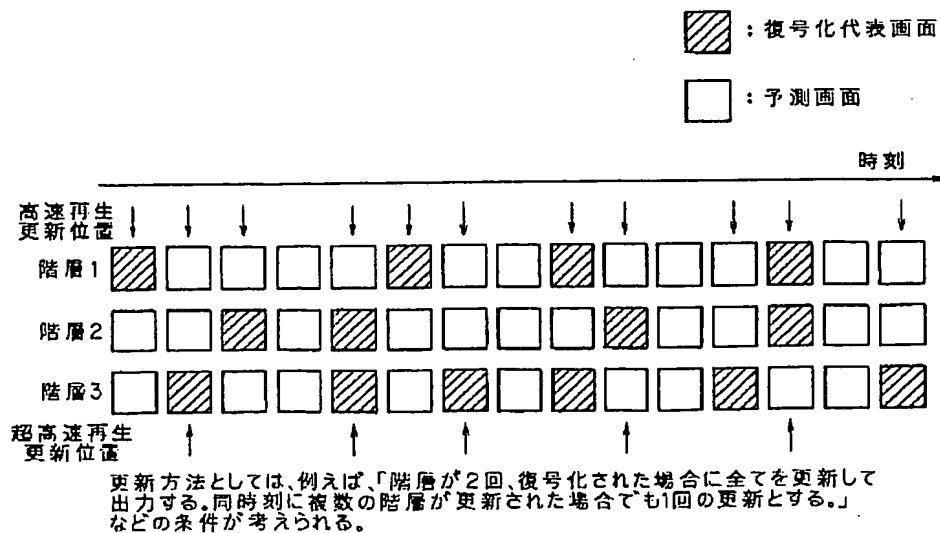 ：復号化代表画面
：予測画面
時刻
高速再生
更新位置
階層1
階層2
階層3
超高速再生
更新位置
更新方法としては、例えば、「階層が2回、復号化された場合に全てを更新して
出力する。同時刻に複数の階層が更新された場合でも1回の更新とする。」
などの条件が考えられる。